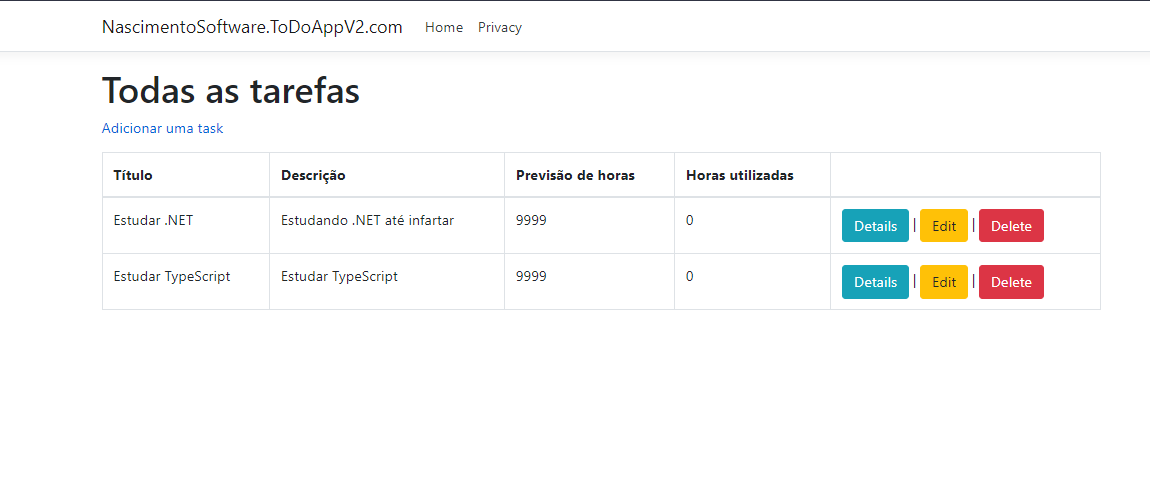 NascimentoSoftware.ToDoAppV2.com Home Privacy
Todas as tarefas
Adicionar uma task
Título Descrição Previsão de horas Horas utilizadas
Estudar .NET Estudando .NET até infartar 9999 0 Details | Edit | Delete
Estudar TypeScript Estudar TypeScript 9999 0 Details | Edit | Delete